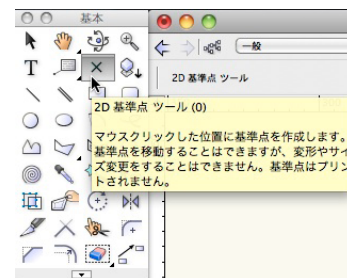 基本
一般
2D 基準点 ツール
2D 基準点 ツール (0)
マウスクリックした位置に基準点を作成します。
基準点を移動することはできますが、変形やサイ
ズ変更をすることはできません。基準点はプリン
トされません。